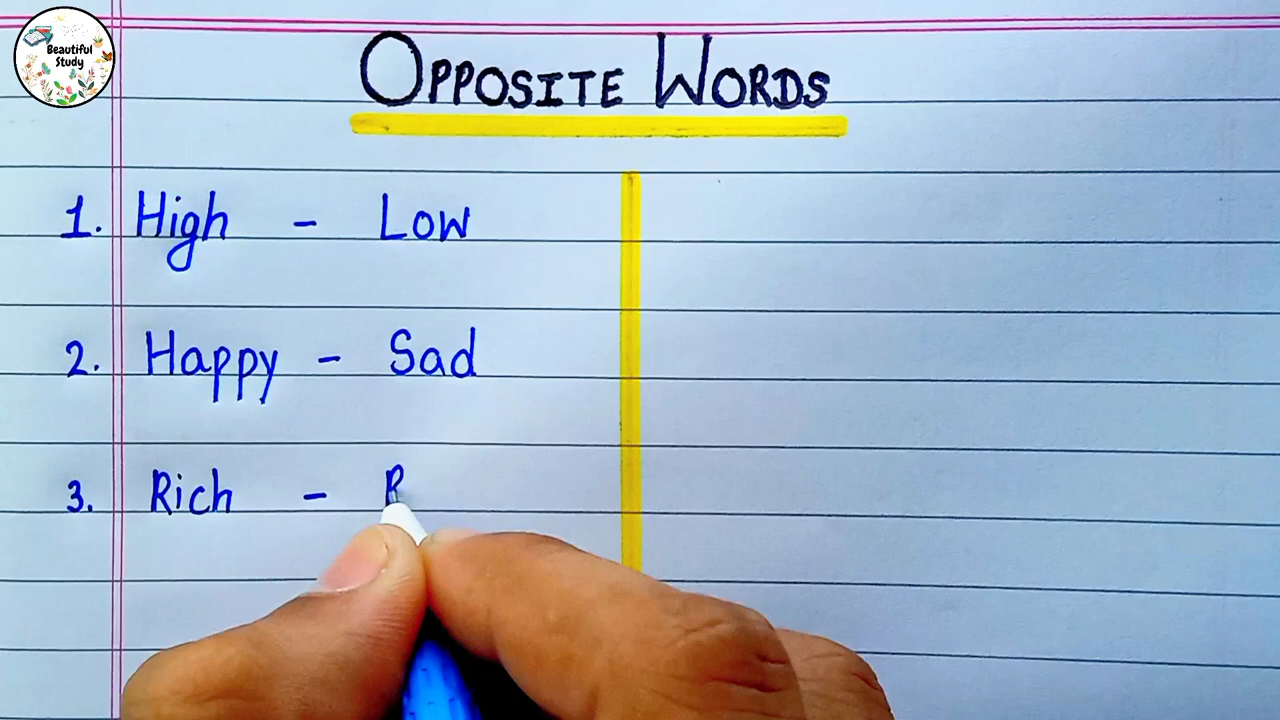 Beautiful
Study
OPPOSITE WORDS
1. High - Low
2. Happy - Sad
3. Rich - P